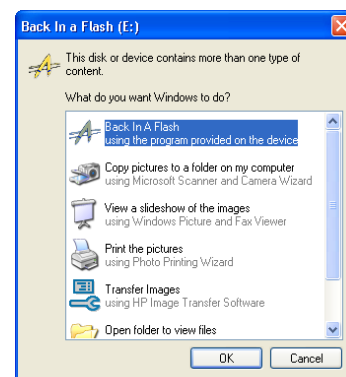 Back In a Flash (E:)
This disk or device contains more than one type of
content.
What do you want Windows to do?
Back In A Flash
using the program provided on the device
Copy pictures to a folder on my computer
using Microsoft Scanner and Camera Wizard
View a slideshow of the images
using Windows Picture and Fax Viewer
Print the pictures
using Photo Printing Wizard
Transfer Images
using HP Image Transfer Software
Open folder to view files
OK
Cancel